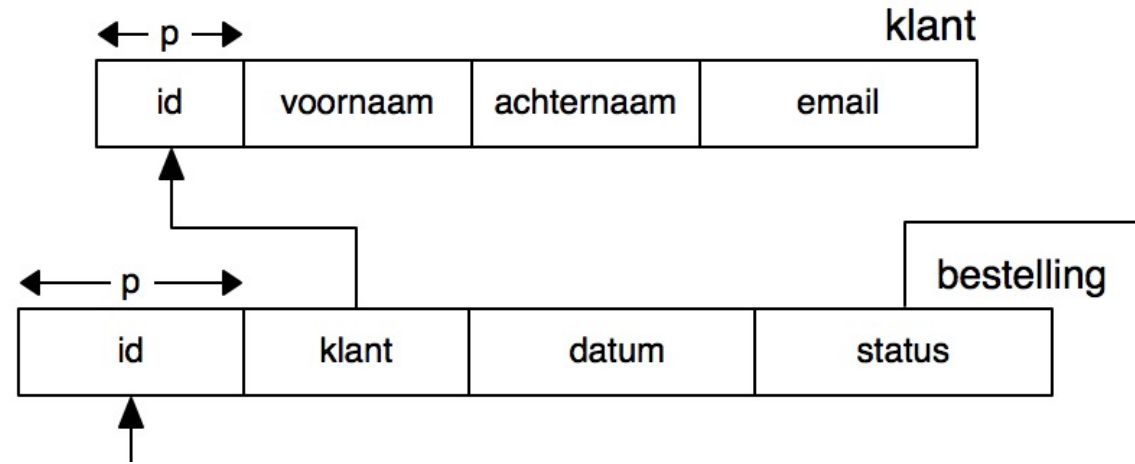 p
klant
id voornaam achternaam email
p
bestelling
id klant datum status